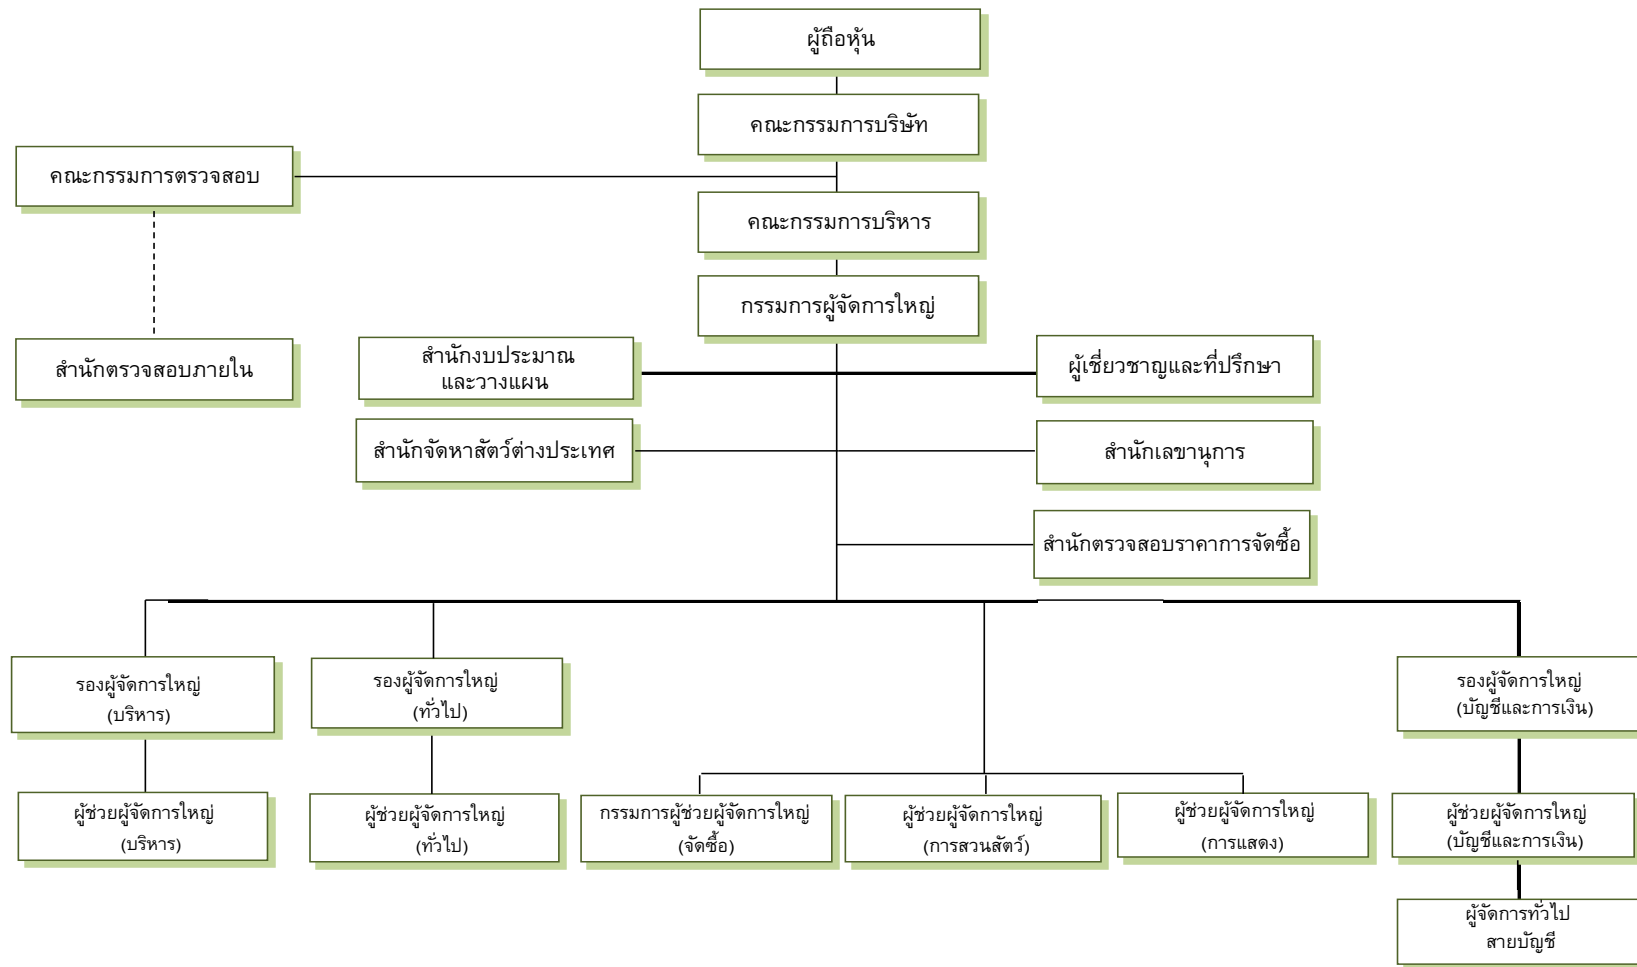 ผู้ถือหุ้น
คณะกรรมการบริษัท
คณะกรรมการตรวจสอบ
คณะกรรมการบริหาร
กรรมการผู้จัดการใหญ่
สำนักตรวจสอบภายใน
สำนักงบประมาณ
และวางแผน
ผู้เชี่ยวชาญและที่ปรึกษา
สำนักจัดหาสัตว์ต่างประเทศ
สำนักเลขานุการ
สำนักตรวจสอบราคาการจัดซื้อ
รองผู้จัดการใหญ่
(บริหาร)
รองผู้จัดการใหญ่
(ทั่วไป)
รองผู้จัดการใหญ่
(บัญชีและการเงิน)
ผู้ช่วยผู้จัดการใหญ่
(บริหาร)
ผู้ช่วยผู้จัดการใหญ่
(ทั่วไป)
กรรมการผู้ช่วยผู้จัดการใหญ่
(จัดซื้อ)
ผู้ช่วยผู้จัดการใหญ่
(การสวนสัตว์)
ผู้ช่วยผู้จัดการใหญ่
(การแสดง)
ผู้ช่วยผู้จัดการใหญ่
(บัญชีและการเงิน)
ผู้จัดการทั่วไป
สายบัญชี